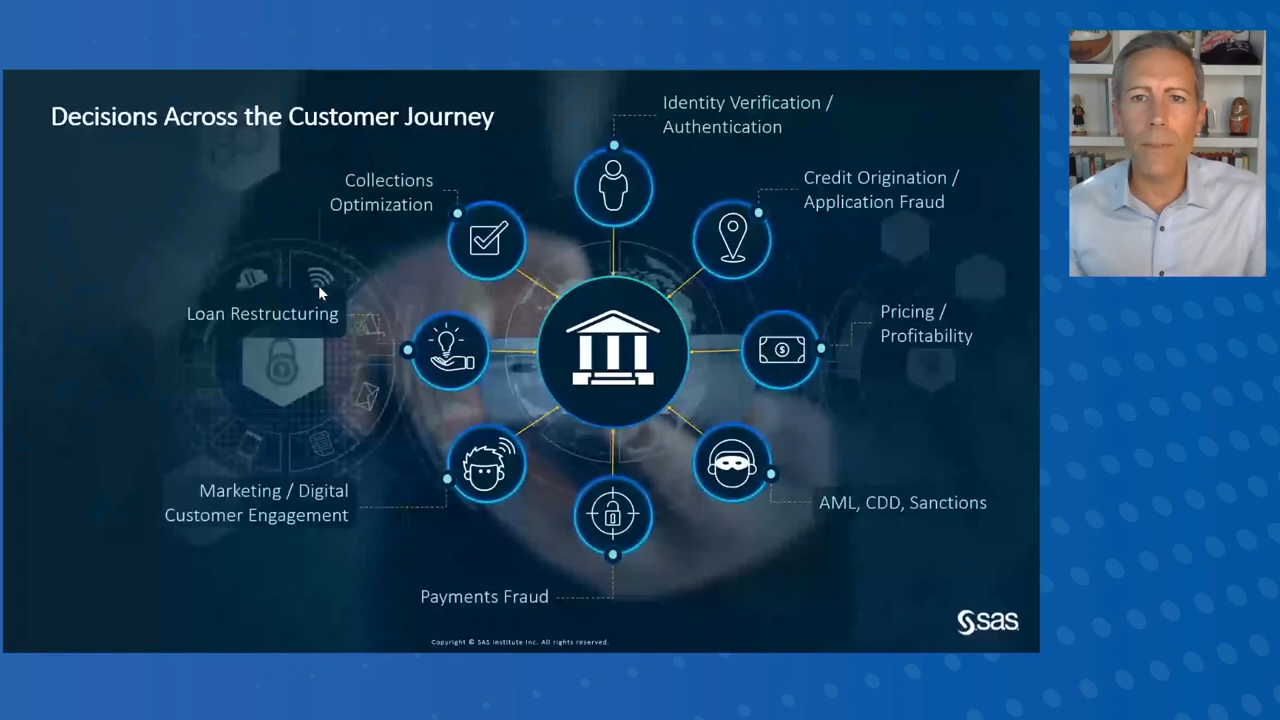 Decisions Across the Customer Journey
Identity Verification /
Authentication
Credit Origination /
Application Fraud
Pricing /
Profitability
AML, CDD, Sanctions
Payments Fraud
Marketing / Digital
Customer Engagement
Loan Restructuring
Collections
Optimization
$
Copyright © SAS Institute Inc. All rights reserved.
sas